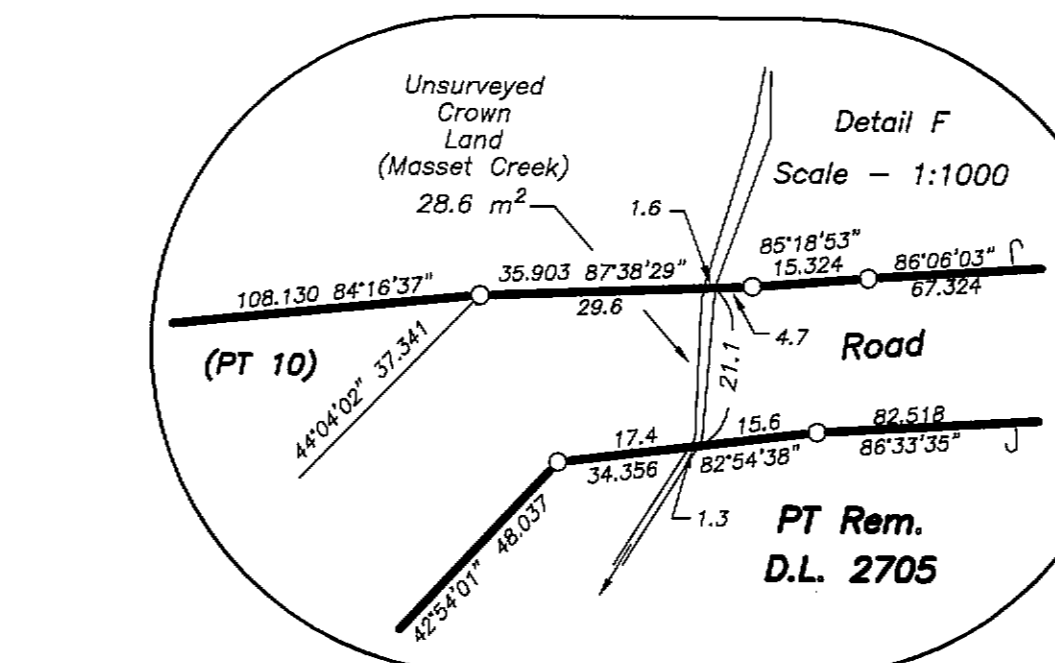 Unsurveyed
Crown
Land
(Masset Creek)
28.6 m²
Detail F
Scale – 1:1000
1.6
85°18'53"
15.324
86°06'03"
67.324
108.130 84°16'37"
35.903 87°38'29"
29.6
4.7
Road
(PT 10)
44°04'02" 37.341
21.1
17.4
34.356
15.6
82°54'38"
82.518
86°33'35"
1.3
42°54'01" 48.037
PT Rem.
D.L. 2705